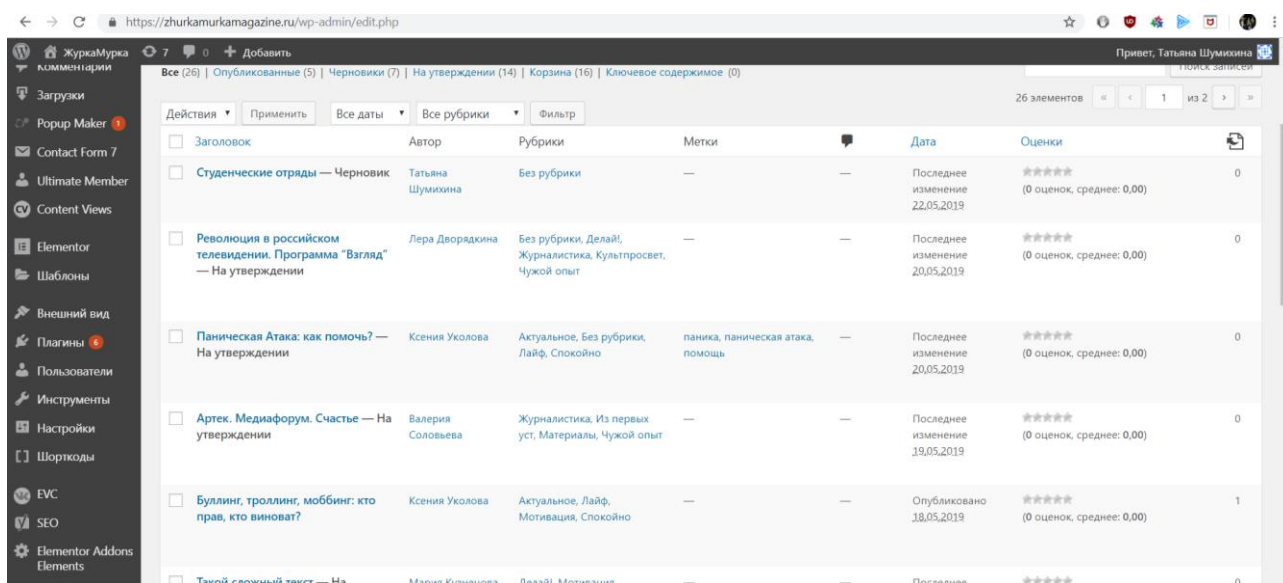 https://zhurkamurkamagazine.ru/wp-admin/edit.php
ЖуркаМурка 7 0 + Добавить
Привет, Татьяна Шумихина
Комментарии
Загрузки
Popup Maker 1
Contact Form 7
Ultimate Member
Content Views
Elementor
Шаблоны
Внешний вид
Плагины 6
Пользователи
Инструменты
Настройки
Шорткоды
EVC
SEO
Elementor Addons
Elements
Все (26) | Опубликованные (5) | Черновики (7) | На утверждении (14) | Корзина (16) | Ключевое содержимое (0)
Поиск записей
Действия Применить Все даты Все рубрики Фильтр
26 элементов « ‹ 1 из 2 › »
Заголовок Автор Рубрики Метки Дата Оценки
Студенческие отряды — Черновик
Татьяна
Шумихина
Без рубрики
—
—
Последнее
изменение
22.05.2019
(0 оценок, среднее: 0,00)
0
Революция в российском
телевидении. Программа "Взгляд"
— На утверждении
Лера Дворядкина
Без рубрики, Делай!,
Журналистика, Культпросвет,
Чужой опыт
—
—
Последнее
изменение
20.05.2019
(0 оценок, среднее: 0,00)
0
Паническая Атака: как помочь? —
На утверждении
Ксения Уколова
Актуальное, Без рубрики,
Лайф, Спокойно
паника, паническая атака,
помощь
—
Последнее
изменение
20.05.2019
(0 оценок, среднее: 0,00)
0
Артек. Медиафорум. Счастье — На
утверждении
Валерия
Соловьева
Журналистика, Из первых
уст, Материалы, Чужой опыт
—
—
Последнее
изменение
19.05.2019
(0 оценок, среднее: 0,00)
0
Буллинг, троллинг, моббинг: кто
прав, кто виноват?
Ксения Уколова
Актуальное, Лайф,
Мотивация, Спокойно
—
—
Опубликовано
18.05.2019
(0 оценок, среднее: 0,00)
1
Такой сложный текст — На
Мария Кузнецова
Делай!, Мотивация
Последнее
0